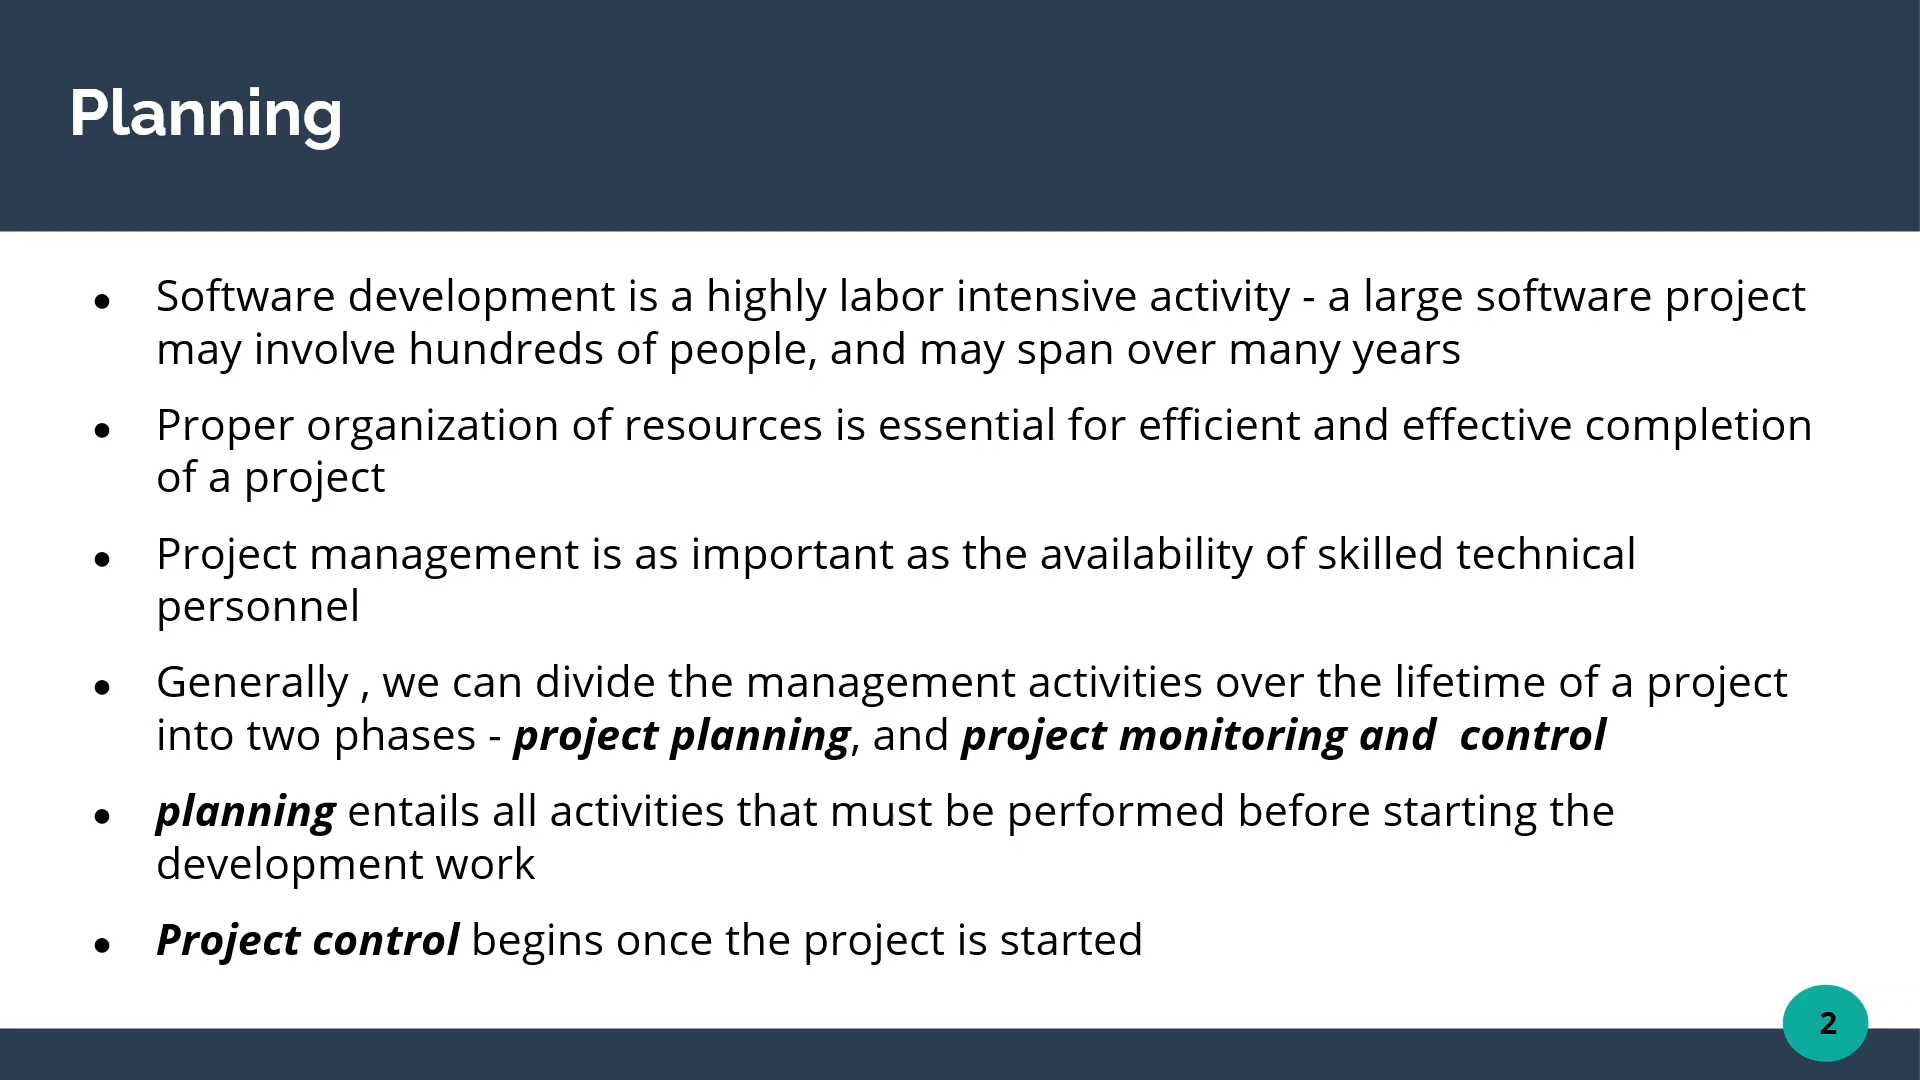 Planning
● Software development is a highly labor intensive activity - a large software project
may involve hundreds of people, and may span over many years
● Proper organization of resources is essential for efficient and effective completion
of a project
● Project management is as important as the availability of skilled technical
personnel
● Generally , we can divide the management activities over the lifetime of a project
into two phases - project planning, and project monitoring and  control
● planning entails all activities that must be performed before starting the
development work
● Project control begins once the project is started
2